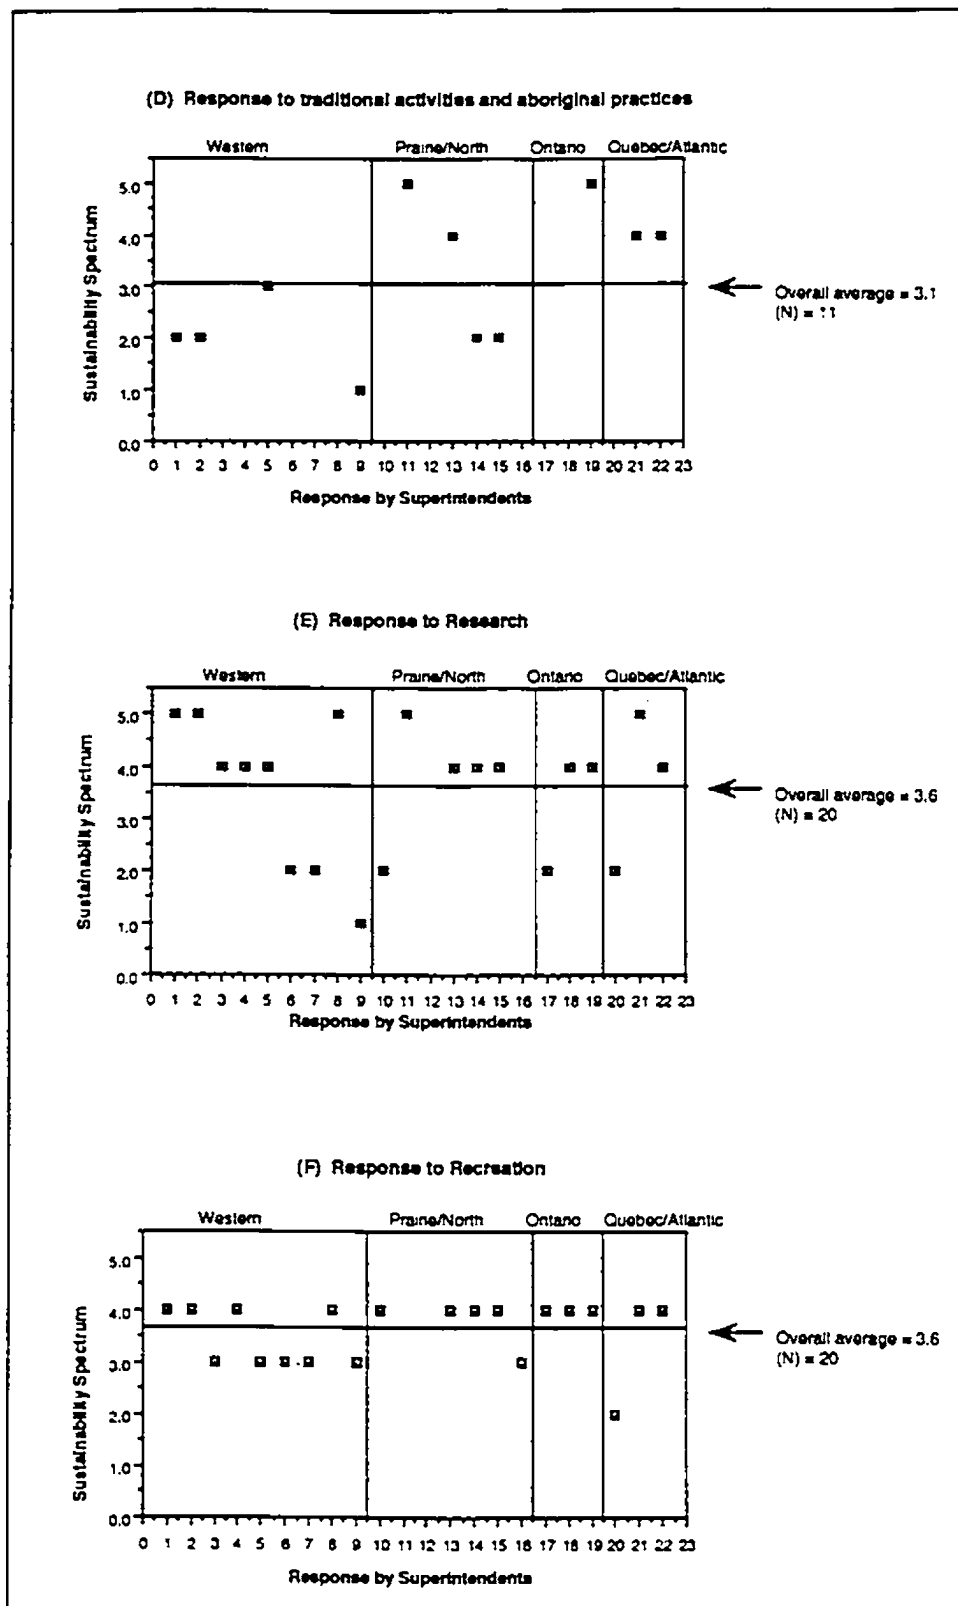 (D) Response to traditional activities and aboriginal practices
Western Praine/North Ontano Quebec/Atlantic
Sustainability Spectrum
5.0
4.0
3.0
2.0
1.0
0.0
0 1 2 3 4 5 6 7 8 9 10 11 12 13 14 15 16 17 18 19 20 21 22 23
Response by Superintendents
Overall average = 3.1
(N) = 11
(E) Response to Research
Western Praine/North Ontano Quebec/Atlantic
Sustainability Spectrum
5.0
4.0
3.0
2.0
1.0
0.0
0 1 2 3 4 5 6 7 8 9 10 11 12 13 14 15 16 17 18 19 20 21 22 23
Response by Superintendents
Overall average = 3.6
(N) = 20
(F) Response to Recreation
Western Praine/North Ontano Quebec/Atlantic
Sustainability Spectrum
5.0
4.0
3.0
2.0
1.0
0.0
0 1 2 3 4 5 6 7 8 9 10 11 12 13 14 15 16 17 18 19 20 21 22 23
Response by Superintendents
Overall average = 3.6
(N) = 20